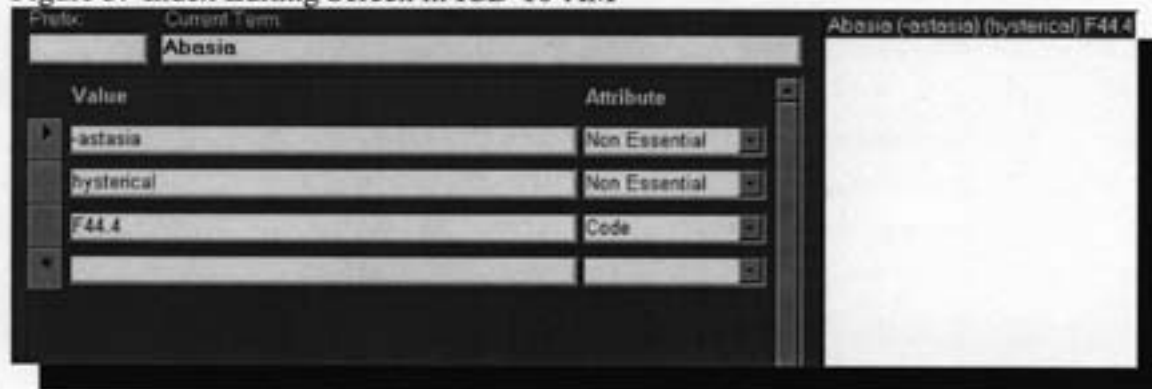 Prefix: Current Term:
Abasia (-astasia) (hysterical) F44.4
Abasia
Value Attribute
-astasia Non Essential
hysterical Non Essential
F44.4 Code